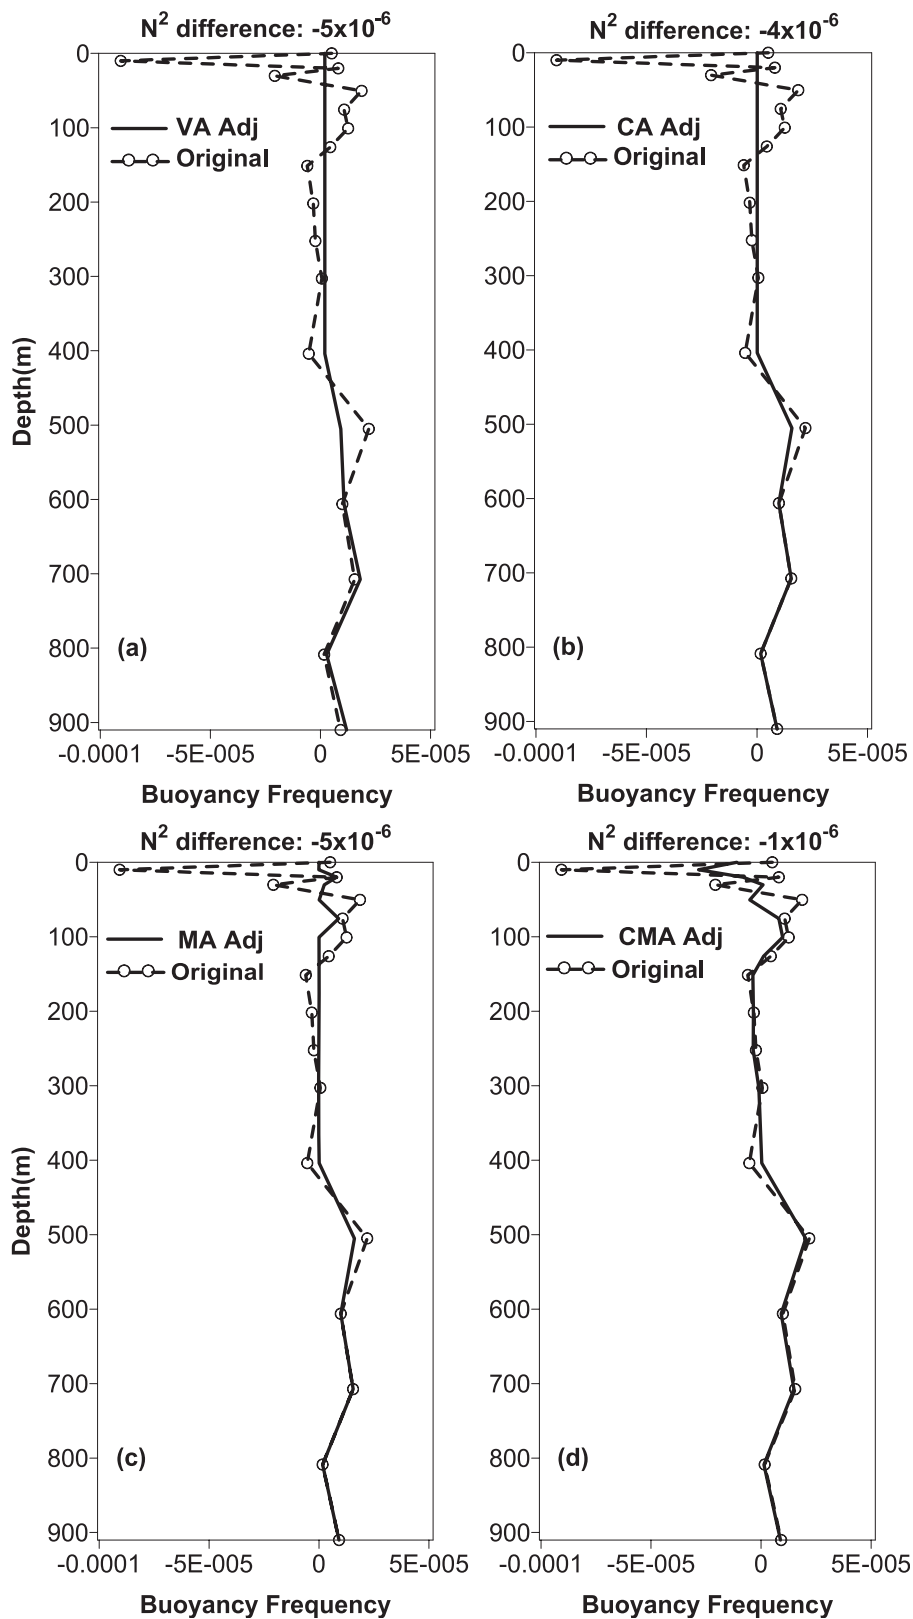 N² difference: -5x10⁻⁶
0
100
200
300
400
500
600
700
800
900
Depth(m)
VA Adj
Original
(a)
-0.0001 -5E-005 0 5E-005
Buoyancy Frequency
N² difference: -4x10⁻⁶
0
100
200
300
400
500
600
700
800
900
CA Adj
Original
(b)
-0.0001 -5E-005 0 5E-005
Buoyancy Frequency
N² difference: -5x10⁻⁶
0
100
200
300
400
500
600
700
800
900
Depth(m)
MA Adj
Original
(c)
-0.0001 -5E-005 0 5E-005
Buoyancy Frequency
N² difference: -1x10⁻⁶
0
100
200
300
400
500
600
700
800
900
CMA Adj
Original
(d)
-0.0001 -5E-005 0 5E-005
Buoyancy Frequency